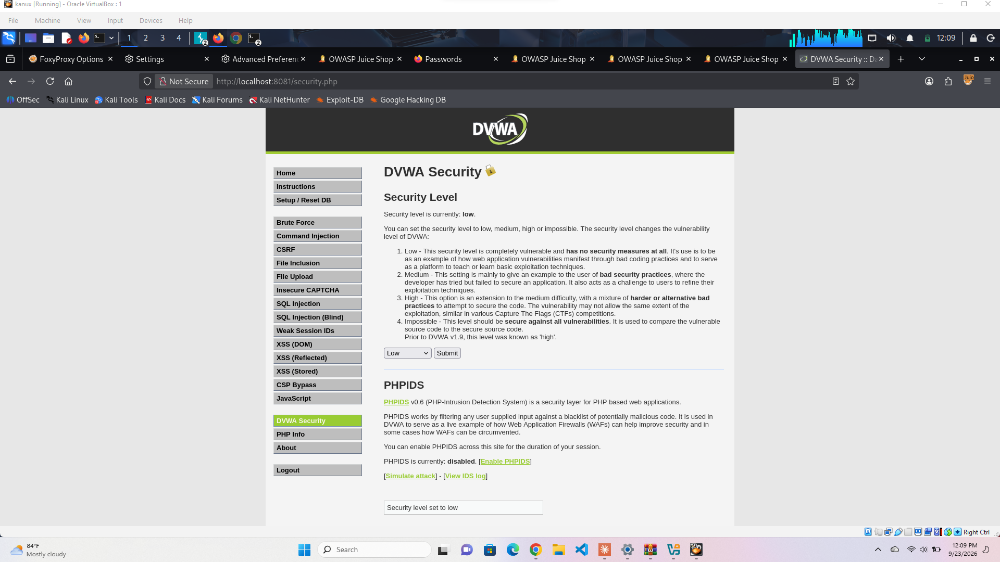 kanux [Running] - Oracle VirtualBox : 1
File Machine View Input Devices Help
1 2 3 4 2 2 12:09
FoxyProxy Options Settings Advanced Preferenc OWASP Juice Shop Passwords OWASP Juice Shop OWASP Juice Shop OWASP Juice Shop DVWA Security :: Da
Not Secure http://localhost:8081/security.php Juic
OffSec Kali Linux Kali Tools Kali Docs Kali Forums Kali NetHunter Exploit-DB Google Hacking DB
DVWA
Home
Instructions
Setup / Reset DB
Brute Force
Command Injection
CSRF
File Inclusion
File Upload
Insecure CAPTCHA
SQL Injection
SQL Injection (Blind)
Weak Session IDs
XSS (DOM)
XSS (Reflected)
XSS (Stored)
CSP Bypass
JavaScript
DVWA Security
PHP Info
About
Logout
DVWA Security
Security Level
Security level is currently: low.
You can set the security level to low, medium, high or impossible. The security level changes the vulnerability
level of DVWA:
1. Low - This security level is completely vulnerable and has no security measures at all. It's use is to be
as an example of how web application vulnerabilities manifest through bad coding practices and to serve
as a platform to teach or learn basic exploitation techniques.
2. Medium - This setting is mainly to give an example to the user of bad security practices, where the
developer has tried but failed to secure an application. It also acts as a challenge to users to refine their
exploitation techniques.
3. High - This option is an extension to the medium difficulty, with a mixture of harder or alternative bad
practices to attempt to secure the code. The vulnerability may not allow the same extent of the
exploitation, similar in various Capture The Flags (CTFs) competitions.
4. Impossible - This level should be secure against all vulnerabilities. It is used to compare the vulnerable
source code to the secure source code.
Prior to DVWA v1.9, this level was known as 'high'.
Low Submit
PHPIDS
PHPIDS v0.6 (PHP-Intrusion Detection System) is a security layer for PHP based web applications.
PHPIDS works by filtering any user supplied input against a blacklist of potentially malicious code. It is used in
DVWA to serve as a live example of how Web Application Firewalls (WAFs) can help improve security and in
some cases how WAFs can be circumvented.
You can enable PHPIDS across this site for the duration of your session.
PHPIDS is currently: disabled. [Enable PHPIDS]
[Simulate attack] - [View IDS log]
Security level set to low
Right Ctrl
84°F
Mostly cloudy
Search
12:09 PM
9/23/2026